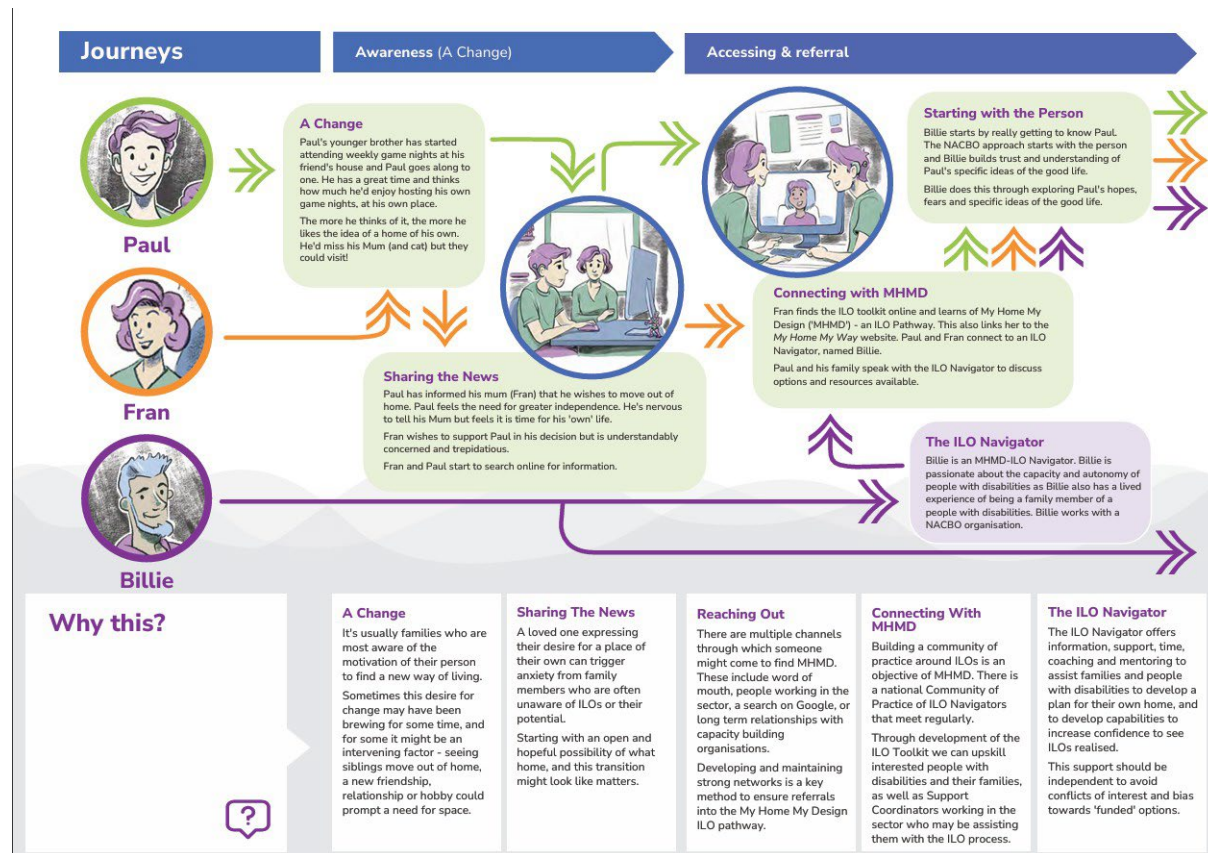 Journeys
Awareness (A Change)
Accessing & referral
Paul
Fran
Billie
A Change
Paul's younger brother has started
attending weekly game nights at his
friend's house and Paul goes along to
one. He has a great time and thinks
how much he'd enjoy hosting his own
game nights, at his own place.
The more he thinks of it, the more he
likes the idea of a home of his own.
He'd miss his Mum (and cat) but they
could visit!
Sharing the News
Paul has informed his mum (Fran) that he wishes to move out of
home. Paul feels the need for greater independence. He's nervous
to tell his Mum but feels it is time for his 'own' life.
Fran wishes to support Paul in his decision but is understandably
concerned and trepidatious.
Fran and Paul start to search online for information.
Connecting with MHMD
Fran finds the ILO toolkit online and learns of My Home My
Design ('MHMD') - an ILO Pathway. This also links her to the
My Home My Way website. Paul and Fran connect to an ILO
Navigator, named Billie.
Paul and his family speak with the ILO Navigator to discuss
options and resources available.
Starting with the Person
Billie starts by really getting to know Paul.
The NACBO approach starts with the person
and Billie builds trust and understanding of
Paul's specific ideas of the good life.
Billie does this through exploring Paul's hopes,
fears and specific ideas of the good life.
The ILO Navigator
Billie is an MHMD-ILO Navigator. Billie is
passionate about the capacity and autonomy of
people with disabilities as Billie also has a lived
experience of being a family member of a
people with disabilities. Billie works with a
NACBO organisation.
Why this?
?
A Change
It's usually families who are
most aware of the
motivation of their person
to find a new way of living.
Sometimes this desire for
change may have been
brewing for some time, and
for some it might be an
intervening factor - seeing
siblings move out of home,
a new friendship,
relationship or hobby could
prompt a need for space.
Sharing The News
A loved one expressing
their desire for a place of
their own can trigger
anxiety from family
members who are often
unaware of ILOs or their
potential.
Starting with an open and
hopeful possibility of what
home, and this transition
might look like matters.
Reaching Out
There are multiple channels
through which someone
might come to find MHMD.
These include word of
mouth, people working in the
sector, a search on Google, or
long term relationships with
capacity building
organisations.
Developing and maintaining
strong networks is a key
method to ensure referrals
into the My Home My Design
ILO pathway.
Connecting With
MHMD
Building a community of
practice around ILOs is an
objective of MHMD. There is
a national Community of
Practice of ILO Navigators
that meet regularly.
Through development of the
ILO Toolkit we can upskill
interested people with
disabilities and their families,
as well as Support
Coordinators working in the
sector who may be assisting
them with the ILO process.
The ILO Navigator
The ILO Navigator offers
information, support, time,
coaching and mentoring to
assist families and people
with disabilities to develop a
plan for their own home, and
to develop capabilities to
increase confidence to see
ILOs realised.
This support should be
independent to avoid
conflicts of interest and bias
towards 'funded' options.